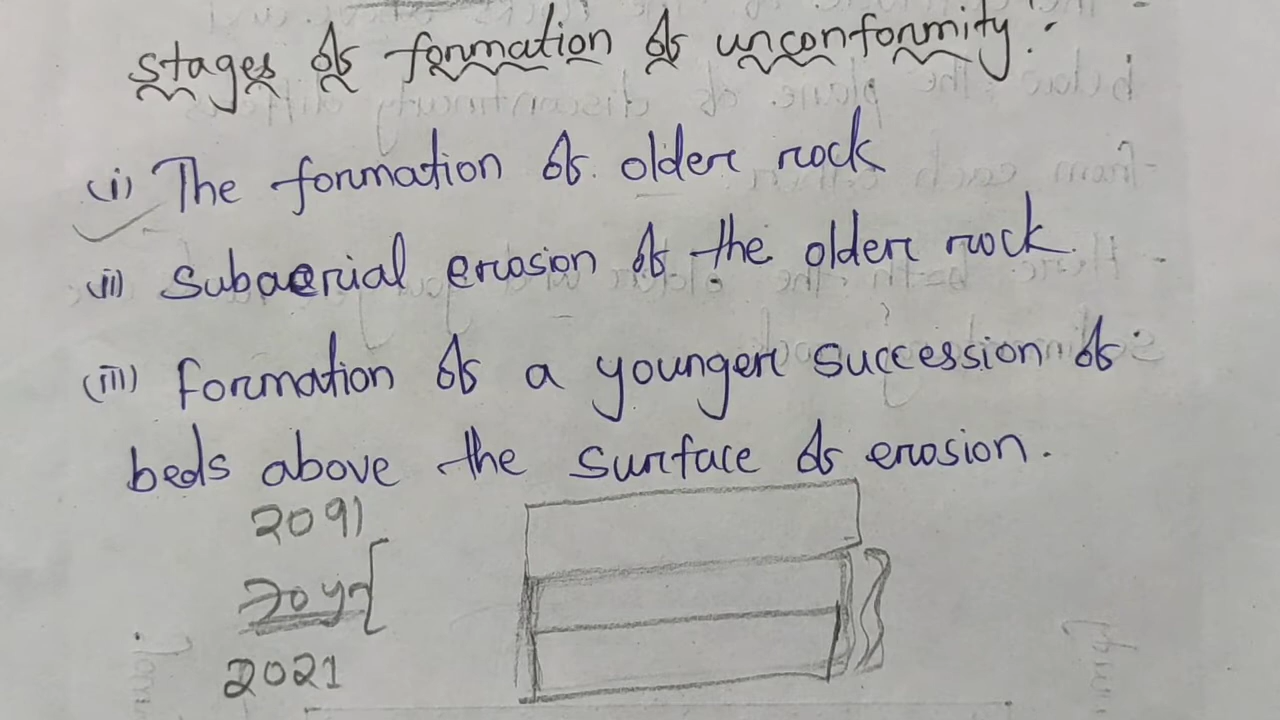 stages of formation of unconformity :-
(i) The formation of older rock
(ii) Subaerial erosion of the older rock.
(iii) formation of a younger succession of
beds above the surface of erosion.
2091
70yr
2021